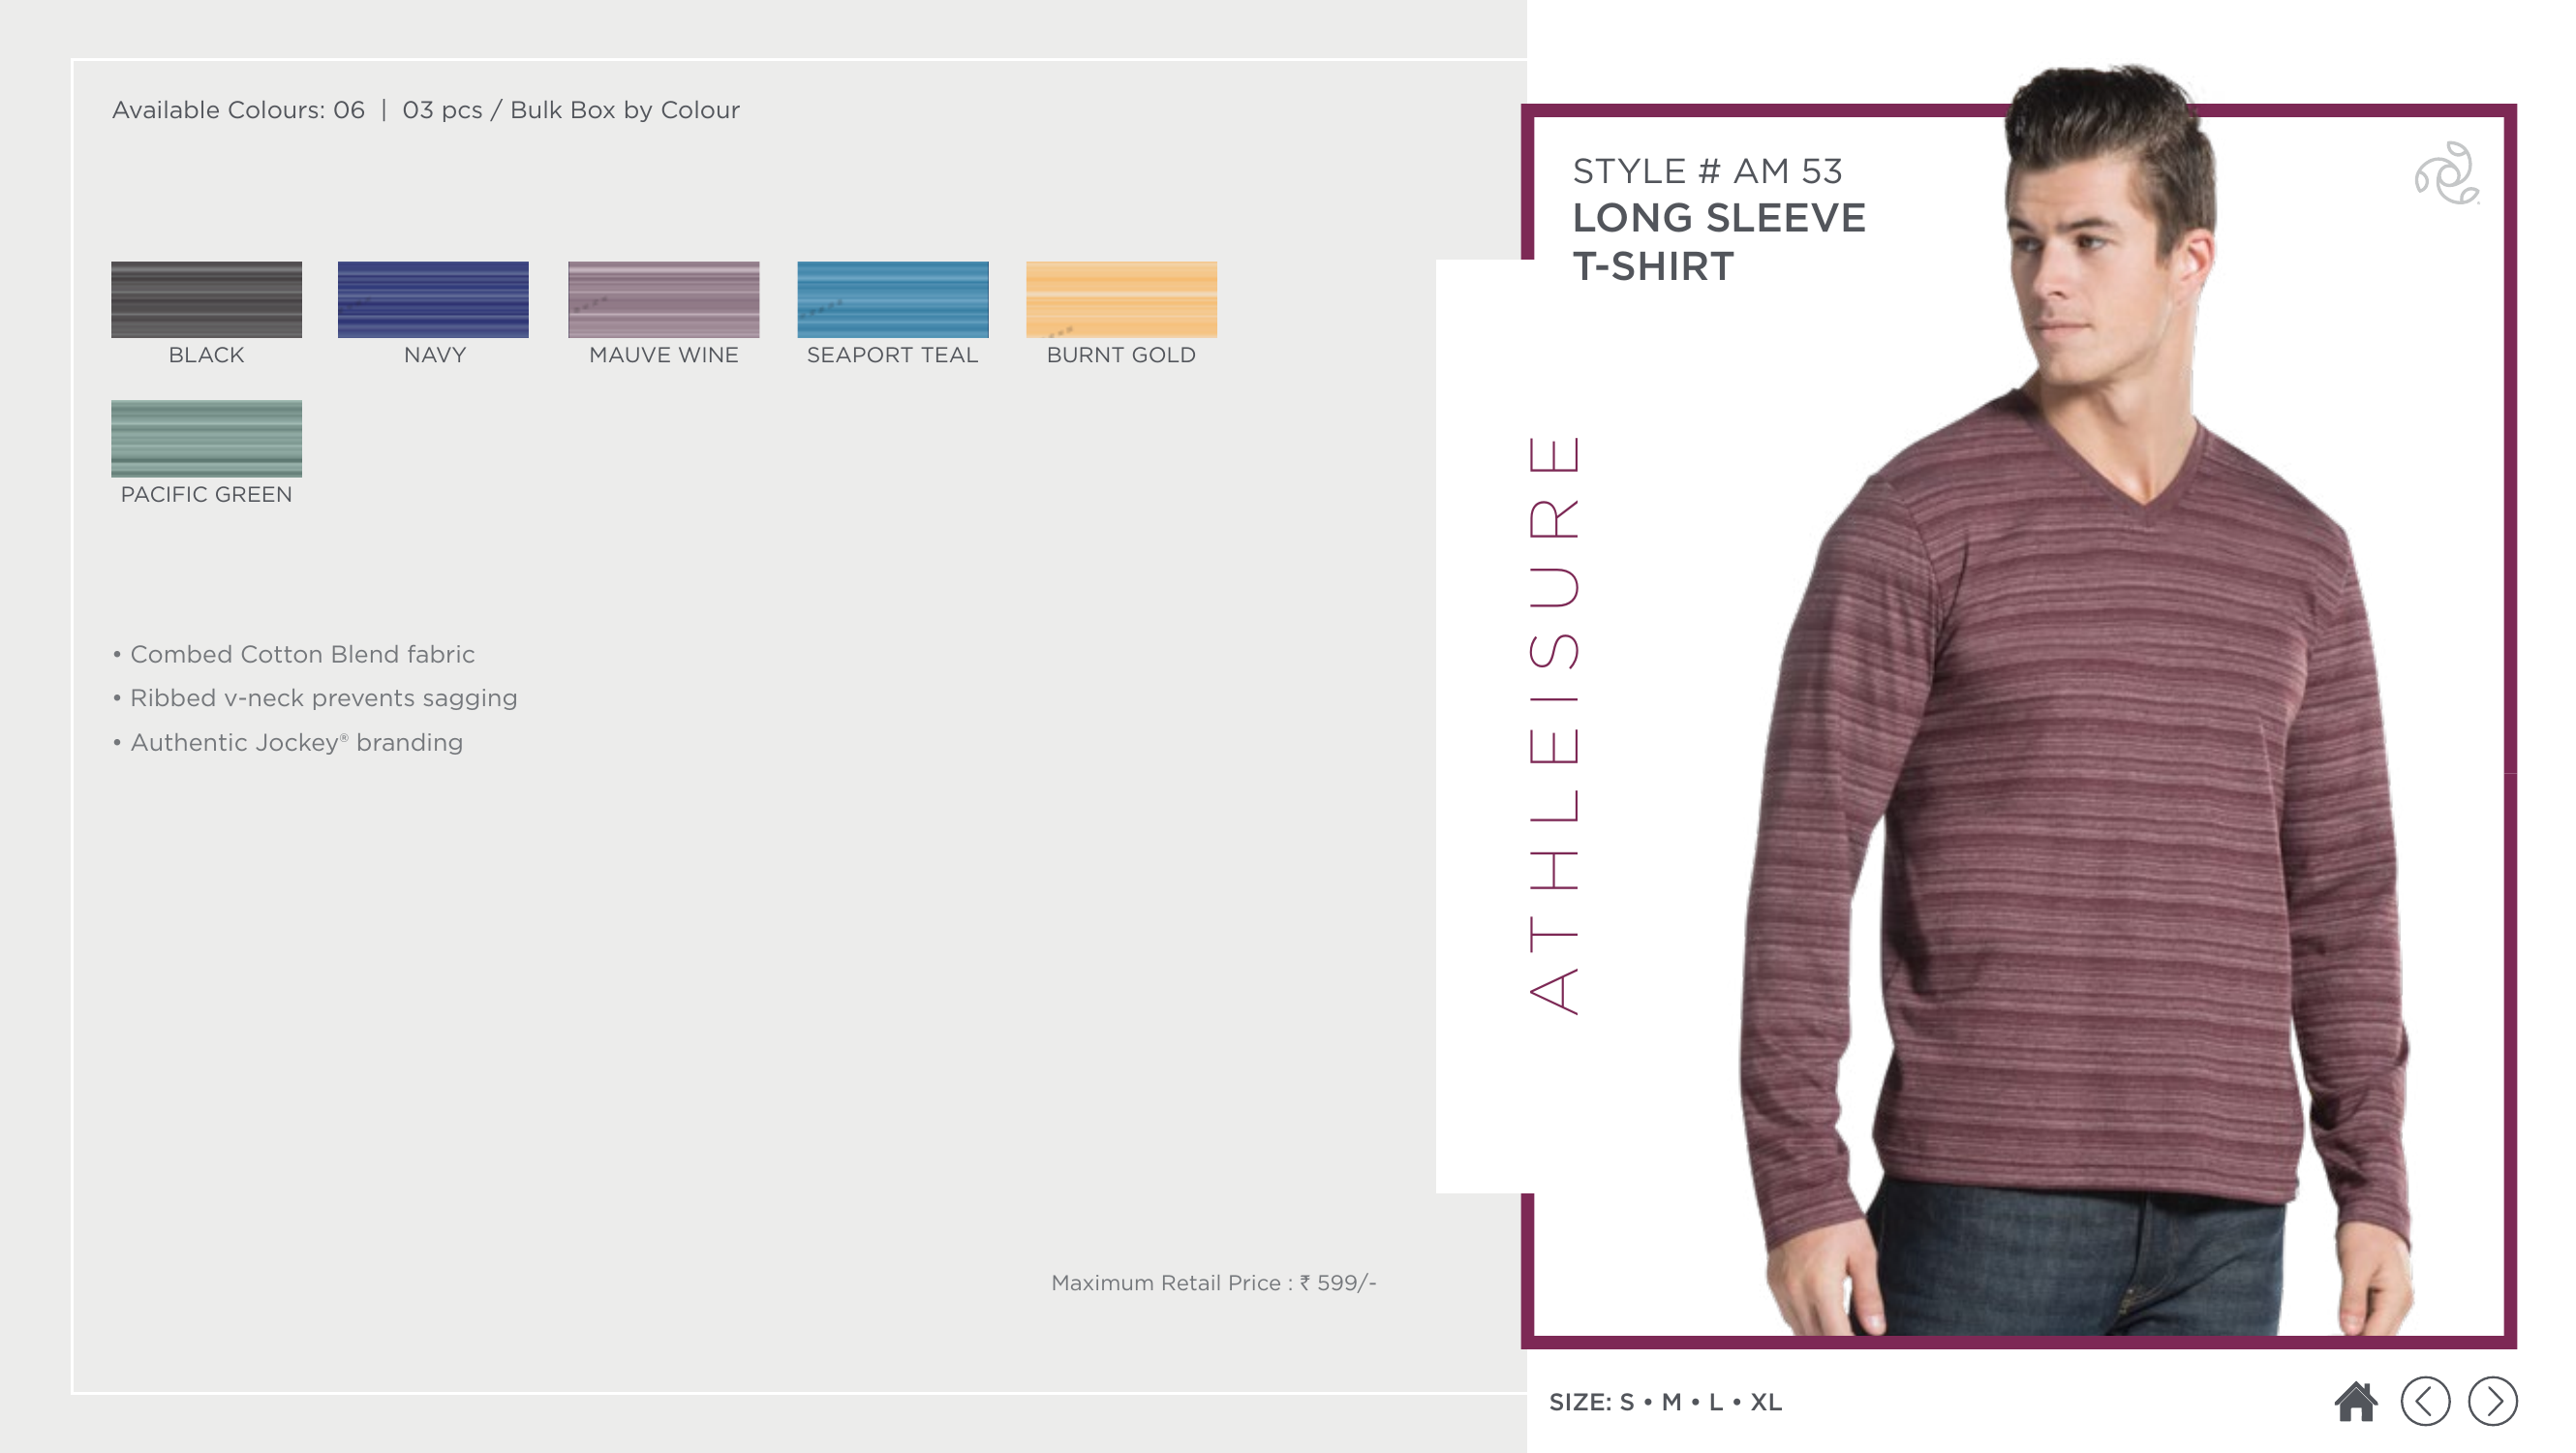 Available Colours: 06 | 03 pcs / Bulk Box by Colour
BLACK
NAVY
MAUVE WINE
SEAPORT TEAL
BURNT GOLD
PACIFIC GREEN
• Combed Cotton Blend fabric
• Ribbed v-neck prevents sagging
• Authentic Jockey® branding
Maximum Retail Price : ₹ 599/-
STYLE # AM 53
LONG SLEEVE
T-SHIRT
ATHLEISURE
SIZE: S • M • L • XL